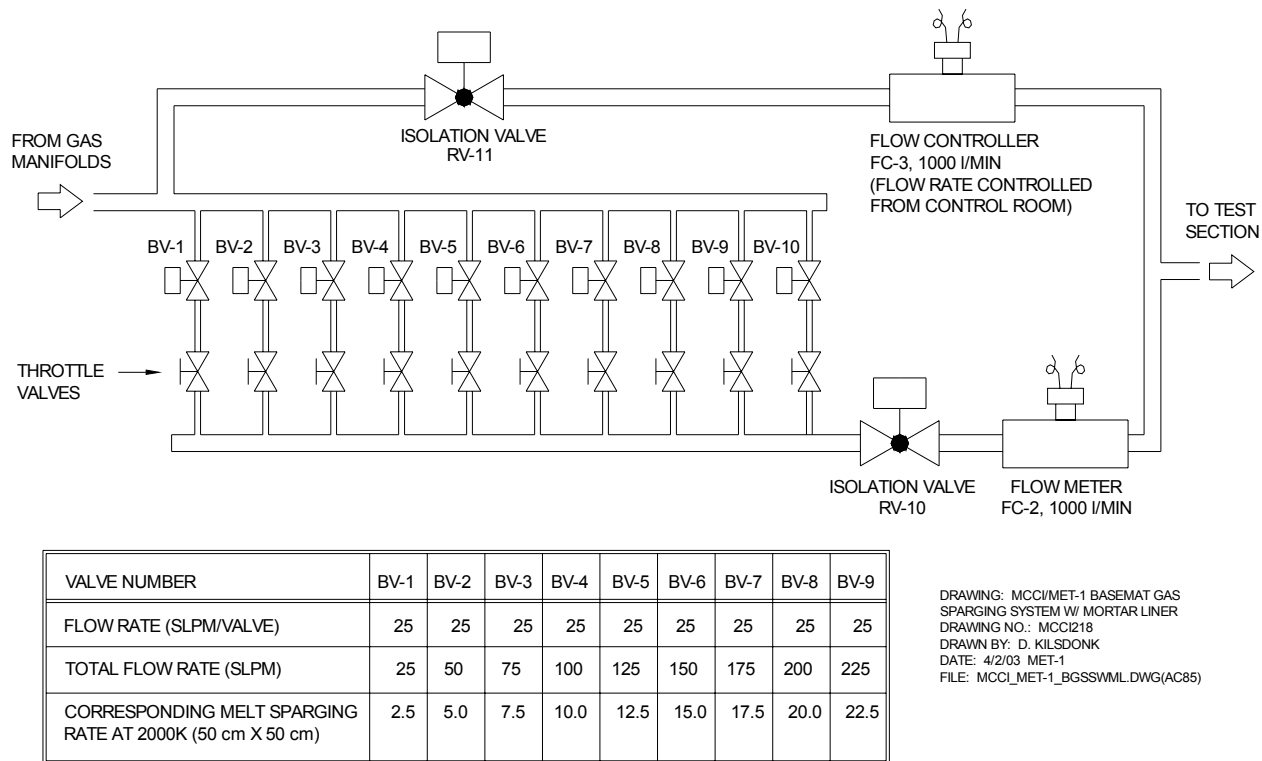 FROM GAS
MANIFOLDS
ISOLATION VALVE
RV-11
FLOW CONTROLLER
FC-3, 1000 l/MIN
(FLOW RATE CONTROLLED
FROM CONTROL ROOM)
TO TEST
SECTION
BV-1 BV-2 BV-3 BV-4 BV-5 BV-6 BV-7 BV-8 BV-9 BV-10
THROTTLE
VALVES
ISOLATION VALVE
RV-10
FLOW METER
FC-2, 1000 l/MIN
VALVE NUMBER BV-1 BV-2 BV-3 BV-4 BV-5 BV-6 BV-7 BV-8 BV-9
FLOW RATE (SLPM/VALVE) 25 25 25 25 25 25 25 25 25
TOTAL FLOW RATE (SLPM) 25 50 75 100 125 150 175 200 225
CORRESPONDING MELT SPARGING 2.5 5.0 7.5 10.0 12.5 15.0 17.5 20.0 22.5
RATE AT 2000K (50 cm X 50 cm)
DRAWING: MCCI/MET-1 BASEMAT GAS
SPARGING SYSTEM W/ MORTAR LINER
DRAWING NO.: MCCI218
DRAWN BY: D. KILSDONK
DATE: 4/2/03 MET-1
FILE: MCCI_MET-1_BGSSWML.DWG(AC85)